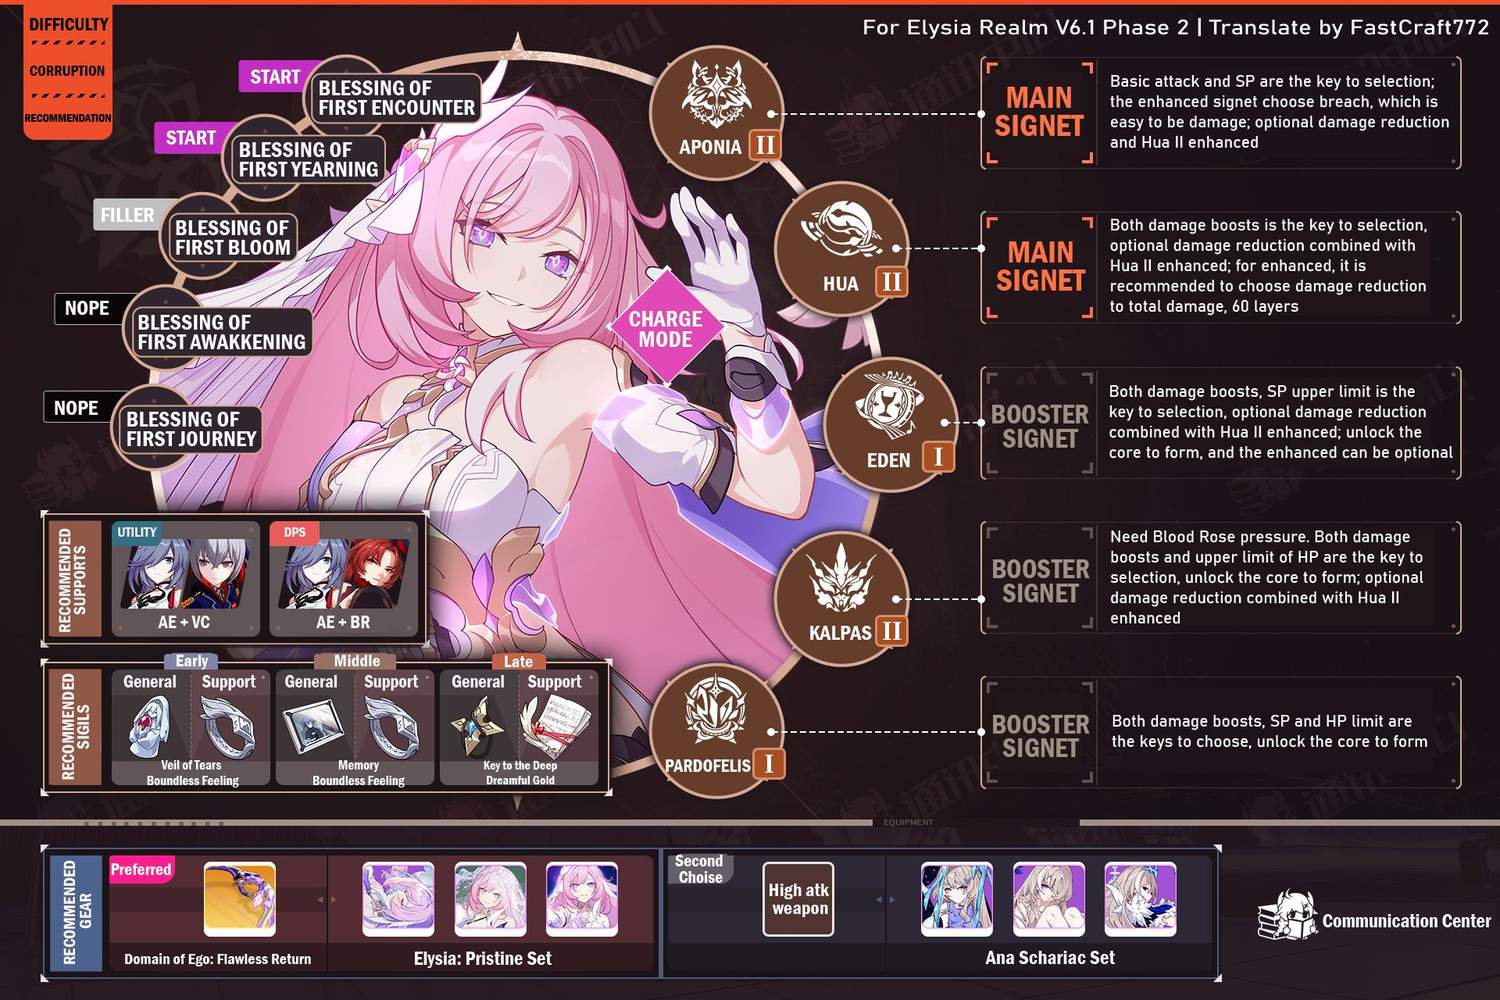 DIFFICULTY
CORRUPTION
RECOMMENDATION
For Elysia Realm V6.1 Phase 2 | Translate by FastCraft772
START
BLESSING OF
FIRST ENCOUNTER
START
BLESSING OF
FIRST YEARNING
FILLER
BLESSING OF
FIRST BLOOM
NOPE
BLESSING OF
FIRST AWAKKENING
NOPE
BLESSING OF
FIRST JOURNEY
CHARGE
MODE
APONIA II
MAIN
SIGNET
Basic attack and SP are the key to selection;
the enhanced signet choose breach, which is
easy to be damage; optional damage reduction
and Hua II enhanced
HUA II
MAIN
SIGNET
Both damage boosts is the key to selection,
optional damage reduction combined with
Hua II enhanced; for enhanced, it is
recommended to choose damage reduction
to total damage, 60 layers
EDEN I
BOOSTER
SIGNET
Both damage boosts, SP upper limit is the
key to selection, optional damage reduction
combined with Hua II enhanced; unlock the
core to form, and the enhanced can be optional
KALPAS II
BOOSTER
SIGNET
Need Blood Rose pressure. Both damage
boosts and upper limit of HP are the key to
selection, unlock the core to form; optional
damage reduction combined with Hua II
enhanced
PARDOFELIS I
BOOSTER
SIGNET
Both damage boosts, SP and HP limit are
the keys to choose, unlock the core to form
RECOMMENDED
SUPPORTS
UTILITY
AE + VC
DPS
AE + BR
RECOMMENDED
SIGILS
Early
General Support
Veil of Tears
Boundless Feeling
Middle
General Support
Memory
Boundless Feeling
Late
General Support
Key to the Deep
Dreamful Gold
EQUIPMENT
RECOMMENDED
GEAR
Preferred
Domain of Ego: Flawless Return
Elysia: Pristine Set
Second
Choise
High atk
weapon
Ana Schariac Set
Communication Center